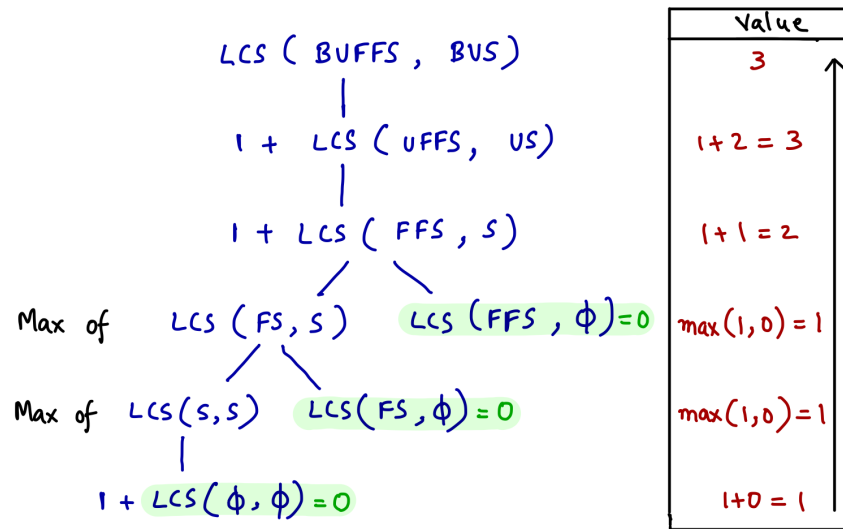 Value
LCS ( BUFFS , BUS) 3
1 + LCS ( UFFS , US) 1+2 = 3
1 + LCS ( FFS , S ) 1+1 = 2
Max of LCS ( FS, S ) LCS ( FFS , ϕ ) = 0 max(1,0) = 1
Max of LCS(S,S) LCS(FS,ϕ) = 0 max(1,0) = 1
1 + LCS( ϕ, ϕ) = 0 1+0 = 1